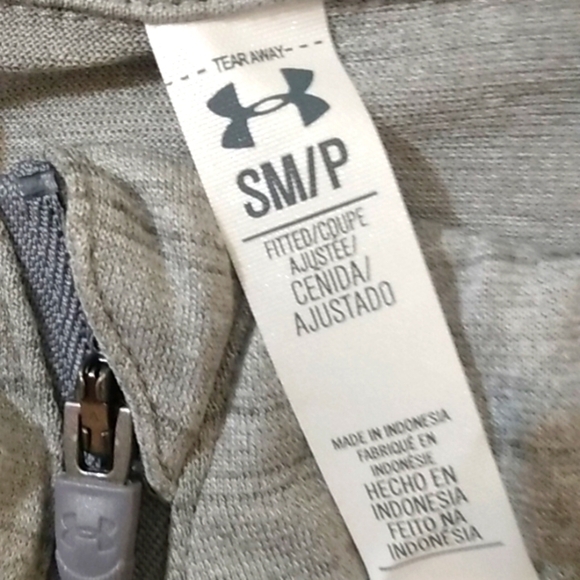 TEAR AWAY
SM/P
FITTED/COUPE
AJUSTÉE/
CENIDA/
AJUSTADO
MADE IN INDONESIA
FABRIQUÉ EN
INDONÉSIE
HECHO EN
INDONESIA
FEITO NA
INDONÉSIA